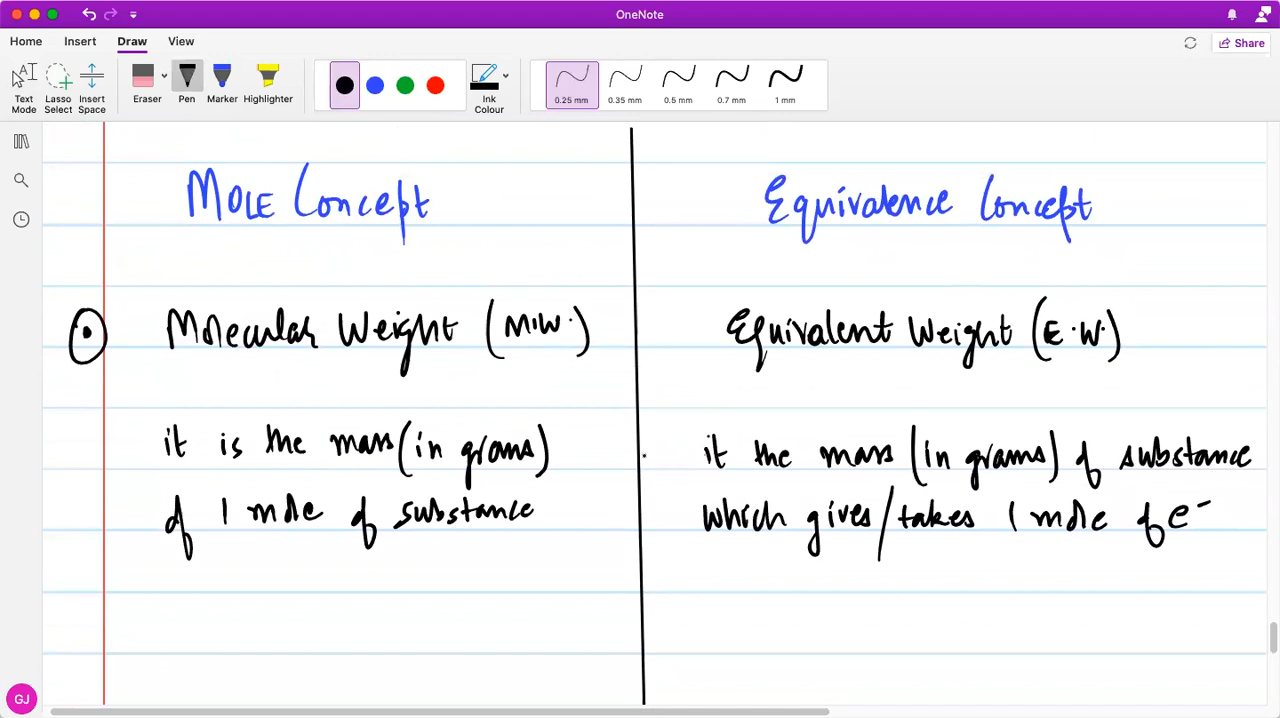 OneNote
Home Insert Draw View
Share
Text Mode
Lasso Select
Insert Space
Eraser
Pen
Marker
Highlighter
Ink Colour
0.25 mm
0.35 mm
0.5 mm
0.7 mm
1 mm
MOLE Concept
Equivalence Concept
Molecular Weight (M.W.)
Equivalent Weight (E.W.)
it is the mass (in grams)
of 1 mole of substance
it the mass (in grams) of substance
which gives/takes 1 mole of e⁻
GJ